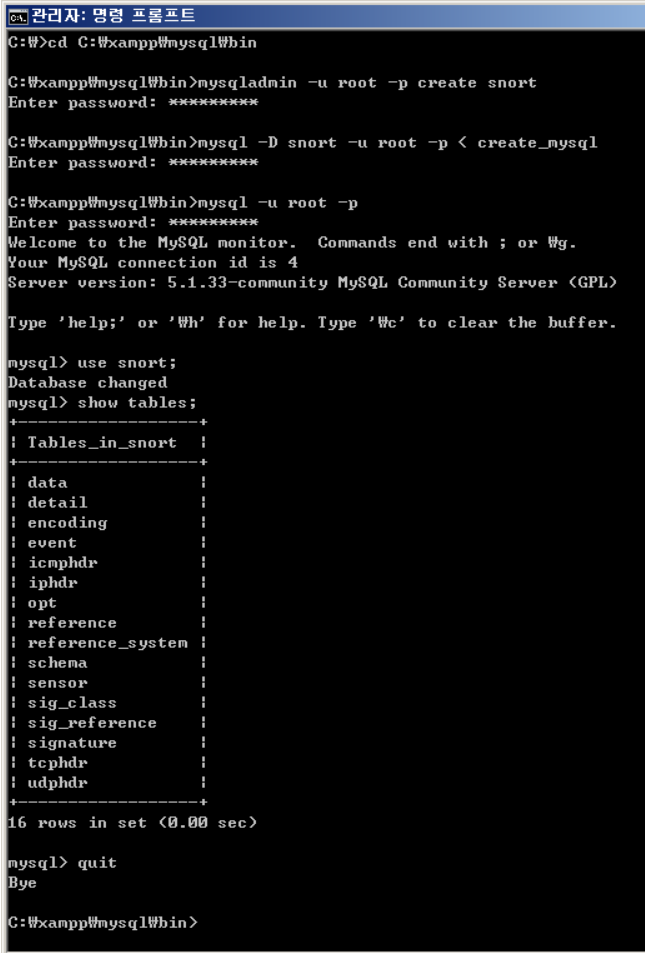 관리자: 명령 프롬프트
C:₩>cd C:₩xampp₩mysql₩bin
C:₩xampp₩mysql₩bin>mysqladmin -u root -p create snort
Enter password: *********
C:₩xampp₩mysql₩bin>mysql -D snort -u root -p < create_mysql
Enter password: *********
C:₩xampp₩mysql₩bin>mysql -u root -p
Enter password: *********
Welcome to the MySQL monitor.  Commands end with ; or ₩g.
Your MySQL connection id is 4
Server version: 5.1.33-community MySQL Community Server (GPL)
Type 'help;' or '₩h' for help. Type '₩c' to clear the buffer.
mysql> use snort;
Database changed
mysql> show tables;
+------------------+
| Tables_in_snort  |
+------------------+
| data             |
| detail           |
| encoding         |
| event            |
| icmphdr          |
| iphdr            |
| opt              |
| reference        |
| reference_system |
| schema           |
| sensor           |
| sig_class        |
| sig_reference    |
| signature        |
| tcphdr           |
| udphdr           |
+------------------+
16 rows in set (0.00 sec)
mysql> quit
Bye
C:₩xampp₩mysql₩bin>